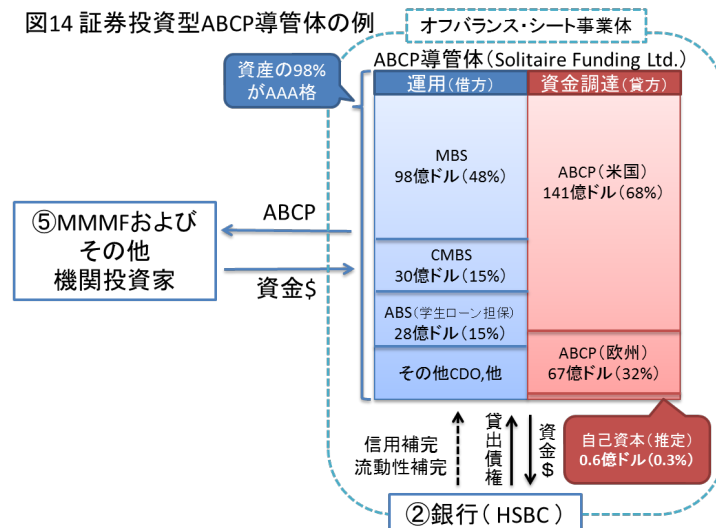 図14 証券投資型ABCP導管体の例
オフバランス・シート事業体
ABCP導管体(Solitaire Funding Ltd.)
資産の98%
がAAA格
運用(借方)
資金調達(貸方)
MBS
98億ドル(48%)
CMBS
30億ドル(15%)
ABS(学生ローン担保)
28億ドル(15%)
その他CDO,他
ABCP(米国)
141億ドル(68%)
ABCP(欧州)
67億ドル(32%)
自己資本(推定)
0.6億ドル(0.3%)
⑤MMMFおよび
その他
機関投資家
ABCP
資金$
信用補完
流動性補完
貸出債権
資金$
②銀行(HSBC)